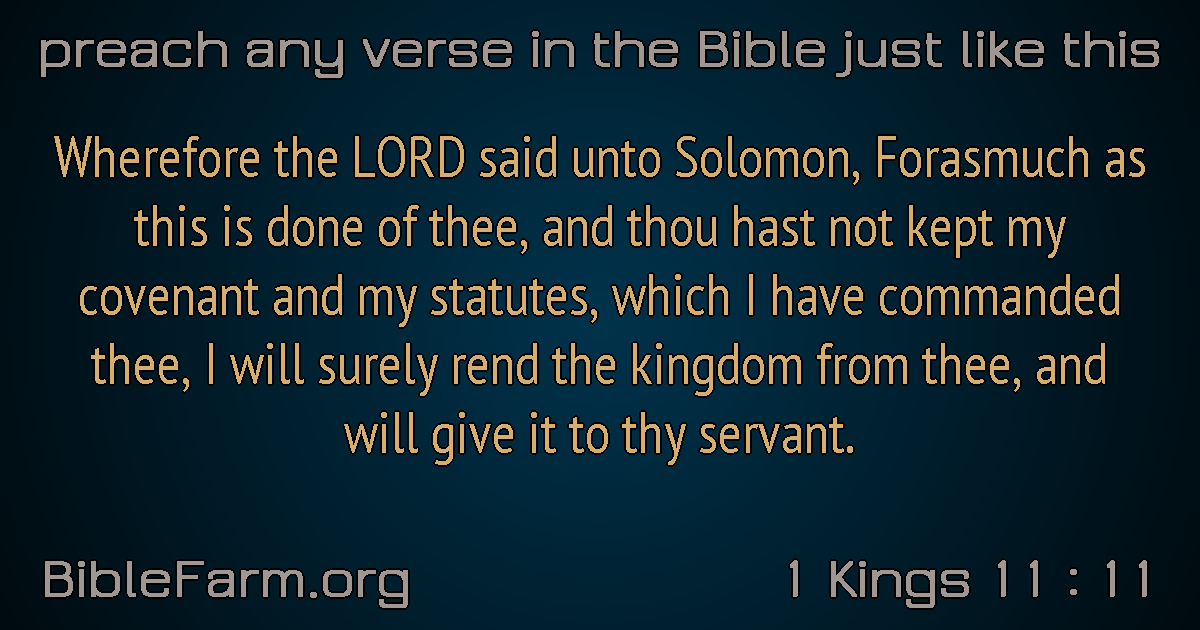 preach any verse in the Bible just like this
Wherefore the LORD said unto Solomon, Forasmuch as
this is done of thee, and thou hast not kept my
covenant and my statutes, which I have commanded
thee, I will surely rend the kingdom from thee, and
will give it to thy servant.
BibleFarm.org
1 Kings 11 : 11